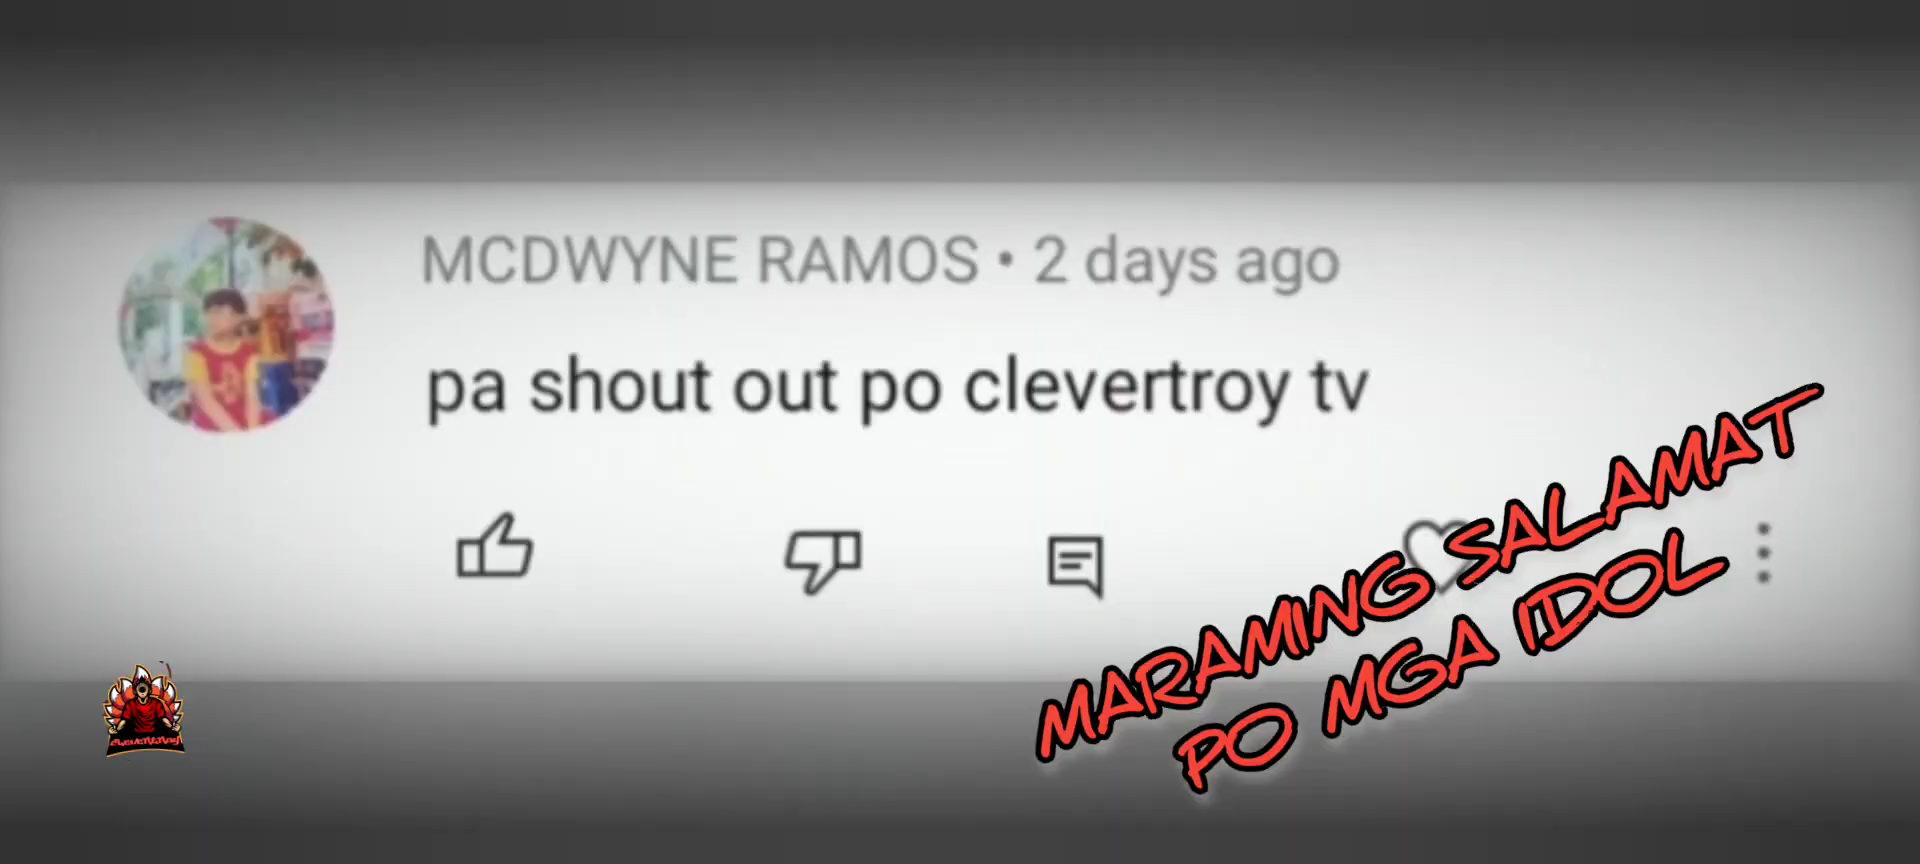 MCDWYNE RAMOS • 2 days ago
pa shout out po clevertroy tv
MARAMING SALAMAT
PO MGA IDOL